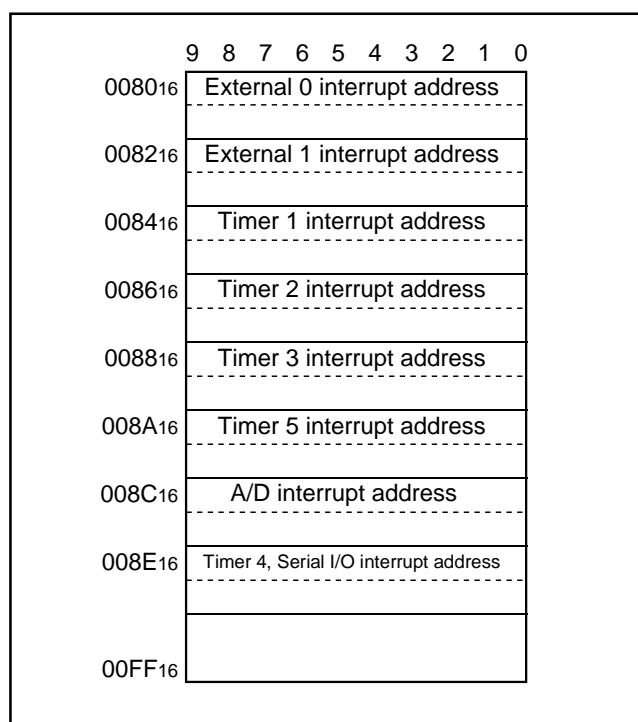 9 8 7 6 5 4 3 2 1 0
008016 External 0 interrupt address
008216 External 1 interrupt address
008416 Timer 1 interrupt address
008616 Timer 2 interrupt address
008816 Timer 3 interrupt address
008A16 Timer 5 interrupt address
008C16 A/D interrupt address
008E16 Timer 4, Serial I/O interrupt address
00FF16